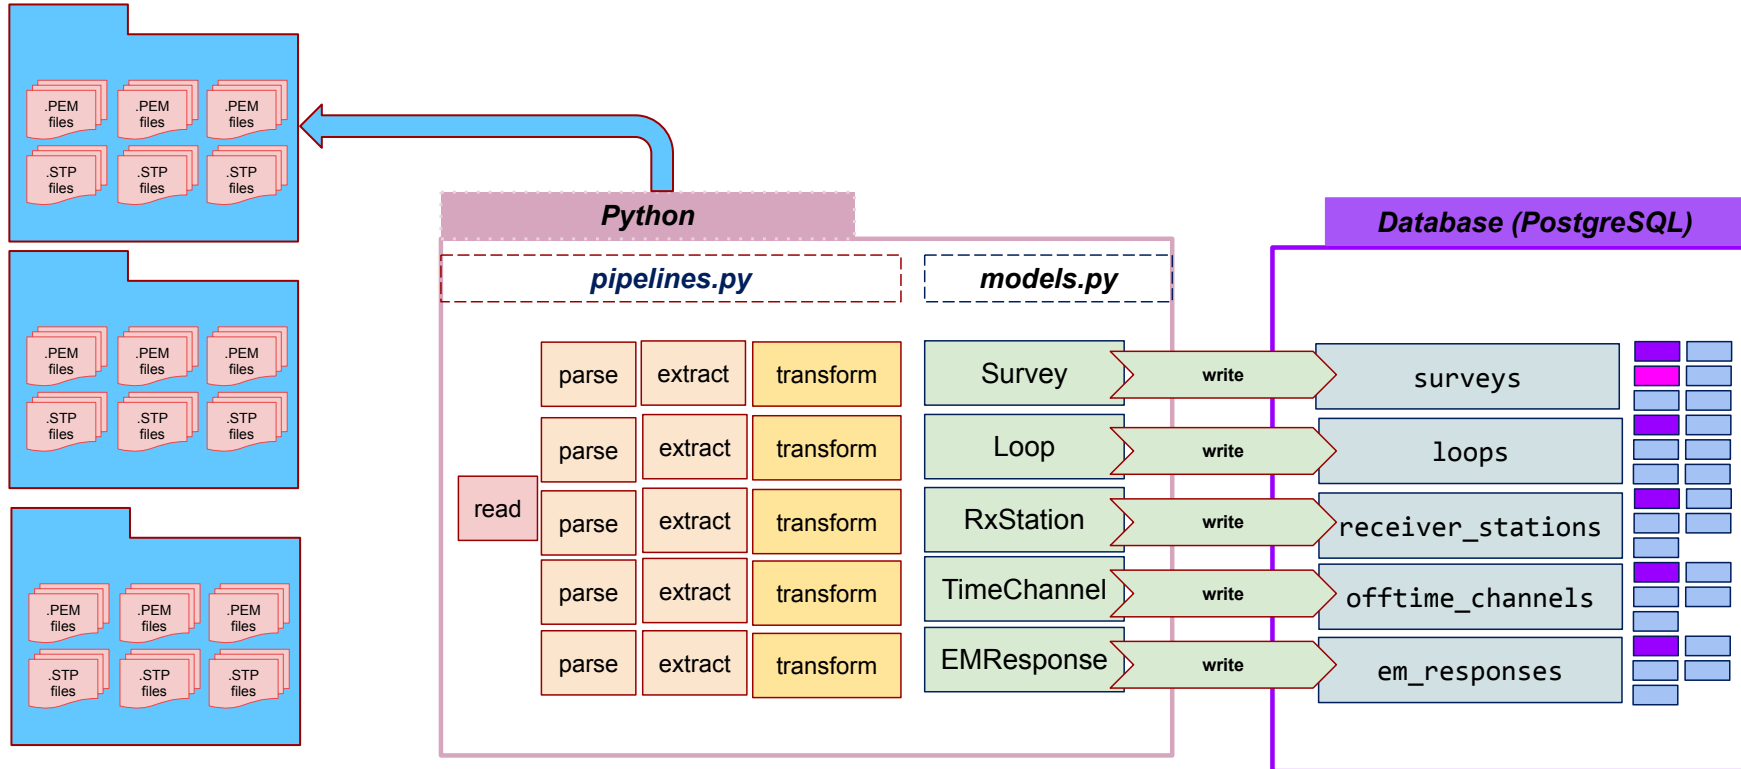 .PEM
files
.PEM
files
.PEM
files
.STP
files
.STP
files
.STP
files
.PEM
files
.PEM
files
.PEM
files
.STP
files
.STP
files
.STP
files
.PEM
files
.PEM
files
.PEM
files
.STP
files
.STP
files
.STP
files
Python
pipelines.py
models.py
read
parse
extract
transform
Survey
write
parse
extract
transform
Loop
write
parse
extract
transform
RxStation
write
parse
extract
transform
TimeChannel
write
parse
extract
transform
EMResponse
write
Database (PostgreSQL)
surveys
loops
receiver_stations
offtime_channels
em_responses